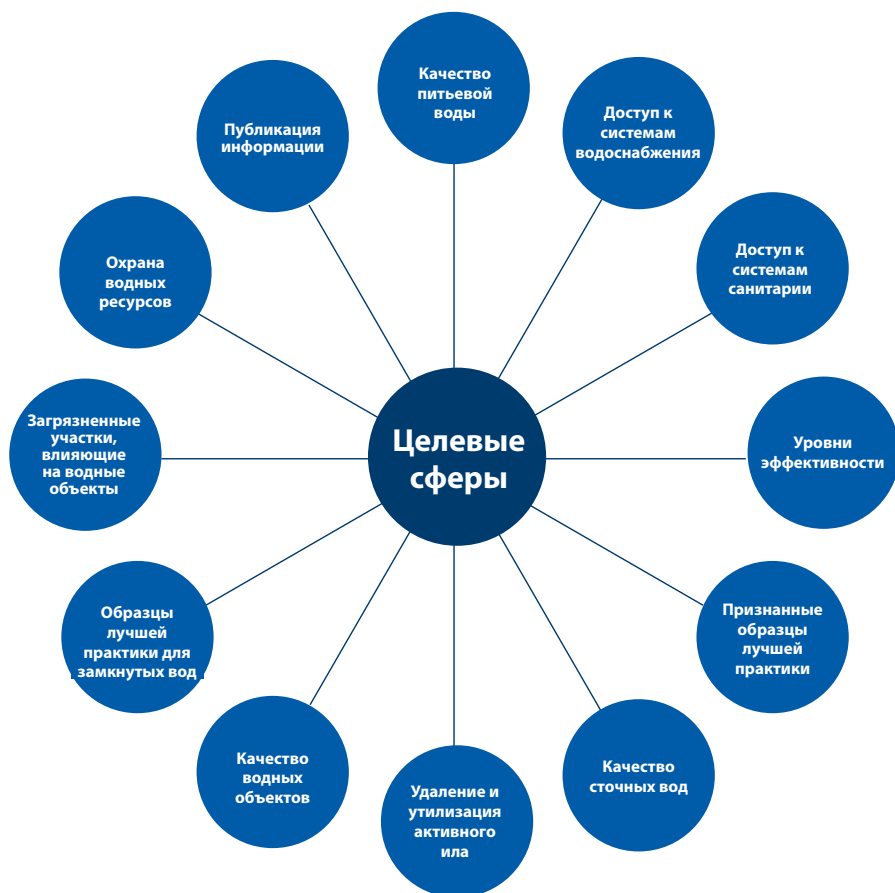 Качество
питьевой
воды
Доступ к
системам
водоснабжения
Доступ к
системам
санитарии
Уровни
эффективности
Признанные
образцы
лучшей
практики
Качество
сточных вод
Удаление и
утилизация
активного
ила
Качество
водных
объектов
Образцы
лучшей
практики для
замкнутых вод
Загрязненные
участки,
влияющие
на водные
объекты
Охрана
водных
ресурсов
Публикация
информации
Целевые
сферы